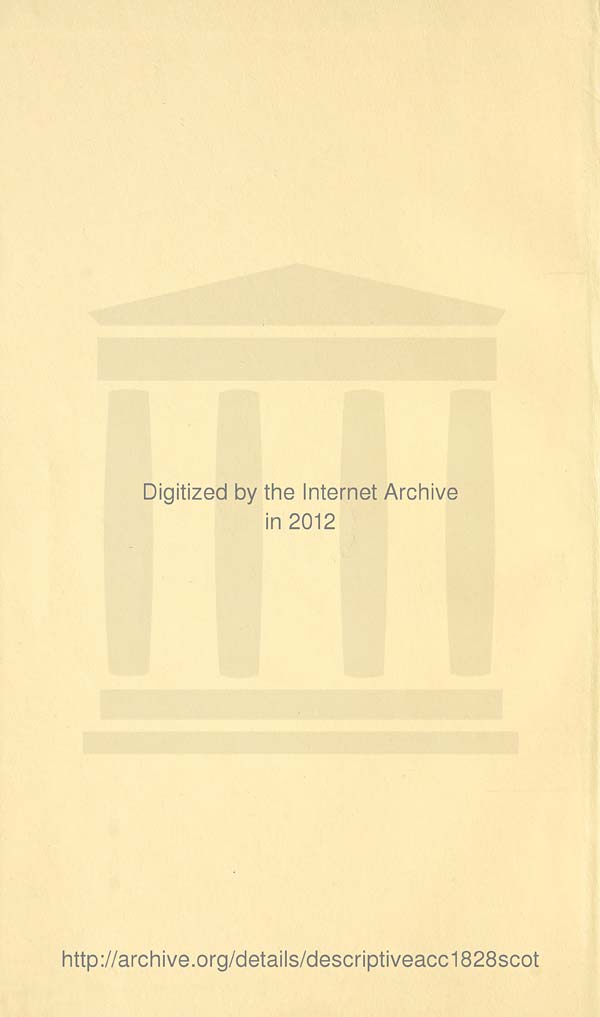 Digitized by the Internet Archive
in 2012
http://archive.org/details/descriptiveacc1828scot